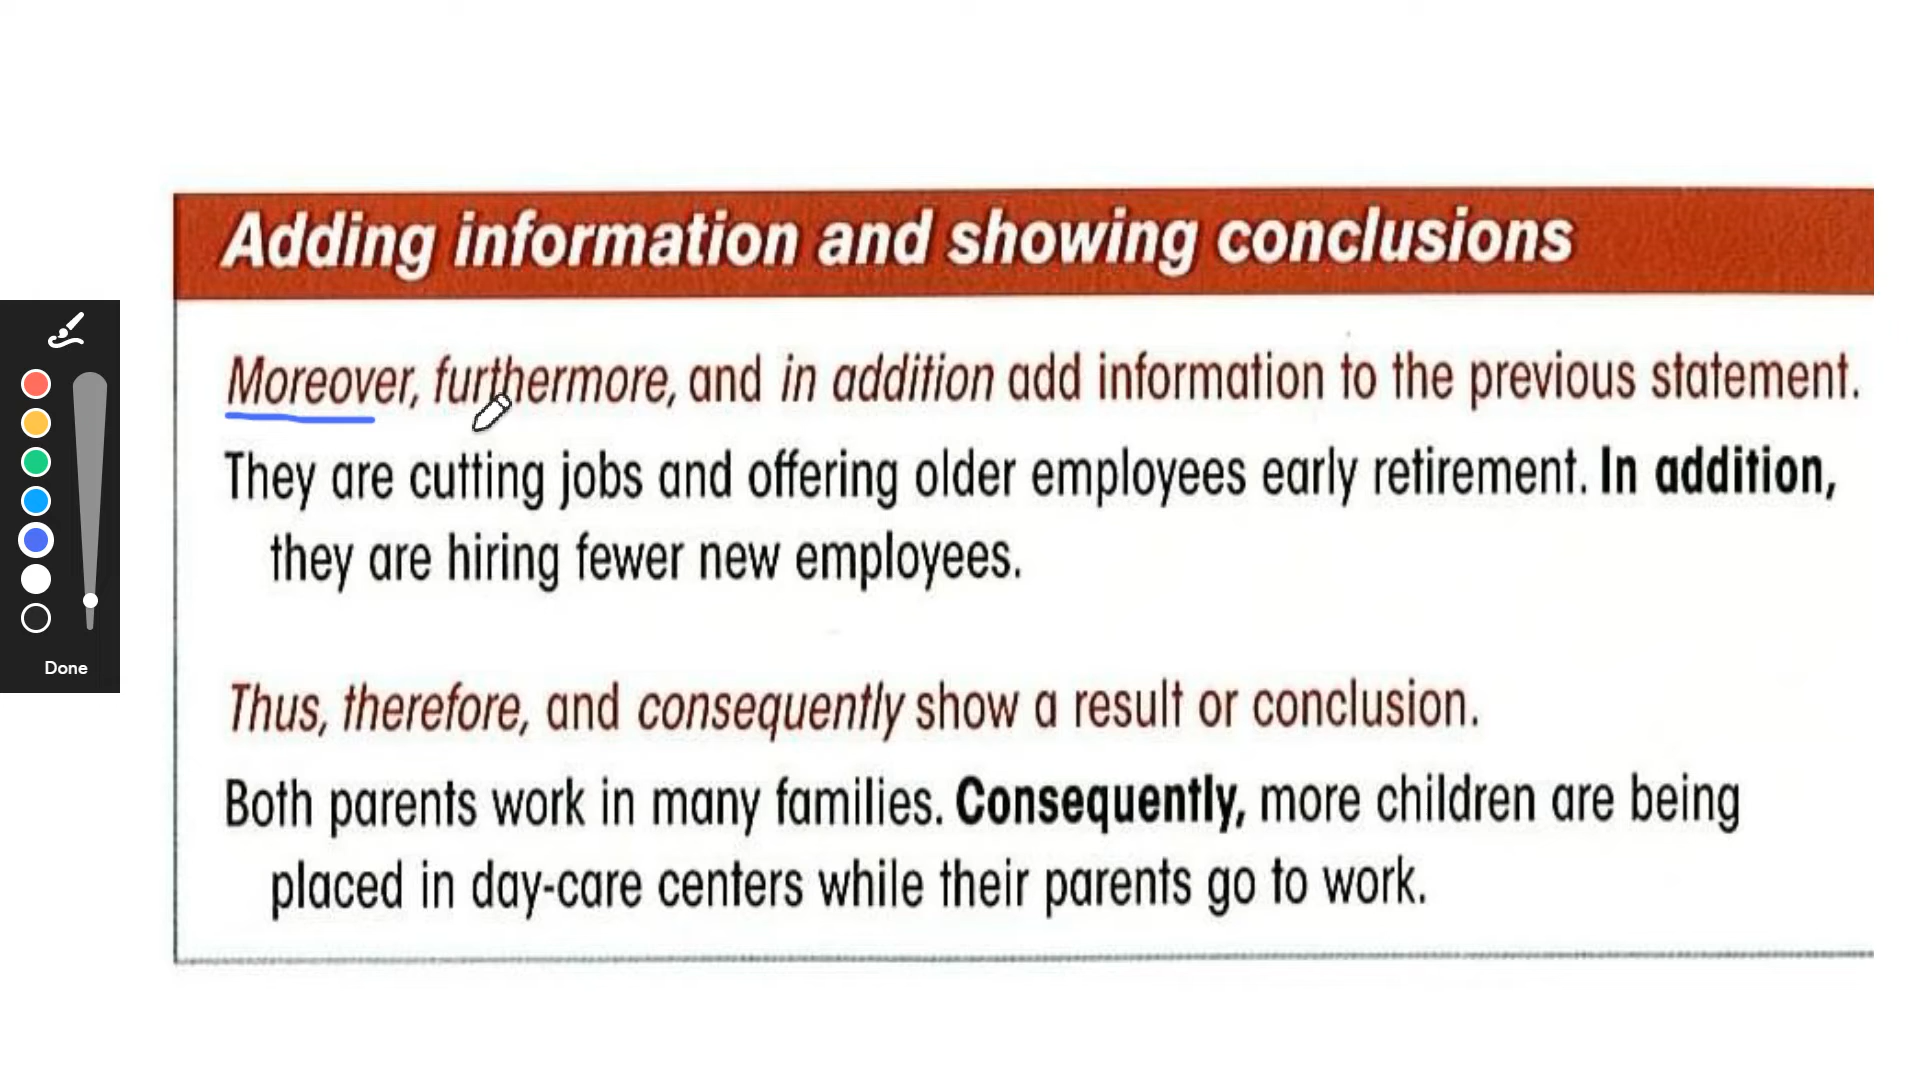 Adding information and showing conclusions
Moreover, furthermore, and in addition add information to the previous statement.
They are cutting jobs and offering older employees early retirement. In addition,
they are hiring fewer new employees.
Thus, therefore, and consequently show a result or conclusion.
Both parents work in many families. Consequently, more children are being
placed in day-care centers while their parents go to work.
Done